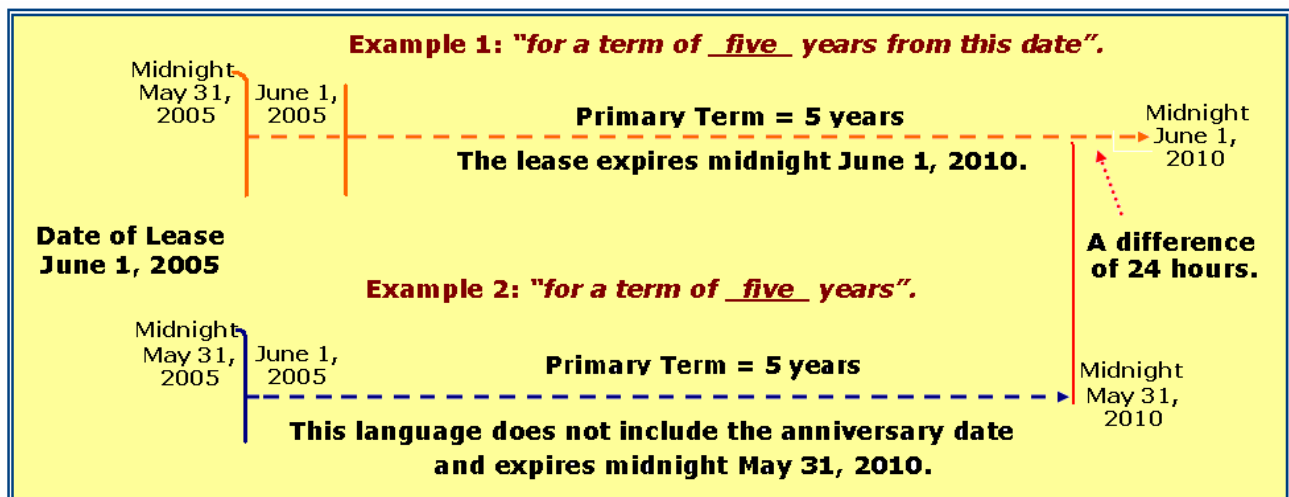 Example 1: “for a term of _five_ years from this date”.
Midnight
May 31,
2005
June 1,
2005
Primary Term = 5 years
The lease expires midnight June 1, 2010.
Midnight
June 1,
2010
Date of Lease
June 1, 2005
A difference
of 24 hours.
Example 2: “for a term of _five_ years”.
Midnight
May 31,
2005
June 1,
2005
Primary Term = 5 years
Midnight
May 31,
2010
This language does not include the anniversary date
and expires midnight May 31, 2010.